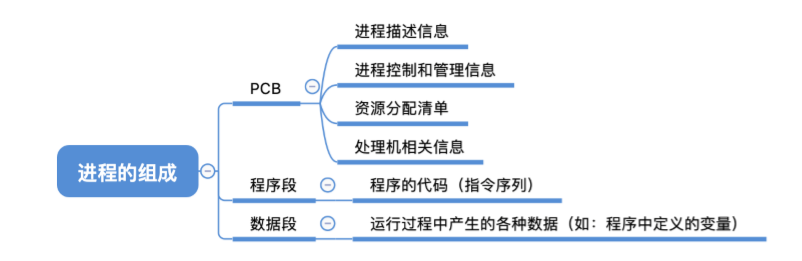 进程描述信息
进程控制和管理信息
PCB
资源分配清单
处理机相关信息
进程的组成
程序段
程序的代码（指令序列）
数据段
运行过程中产生的各种数据（如：程序中定义的变量）